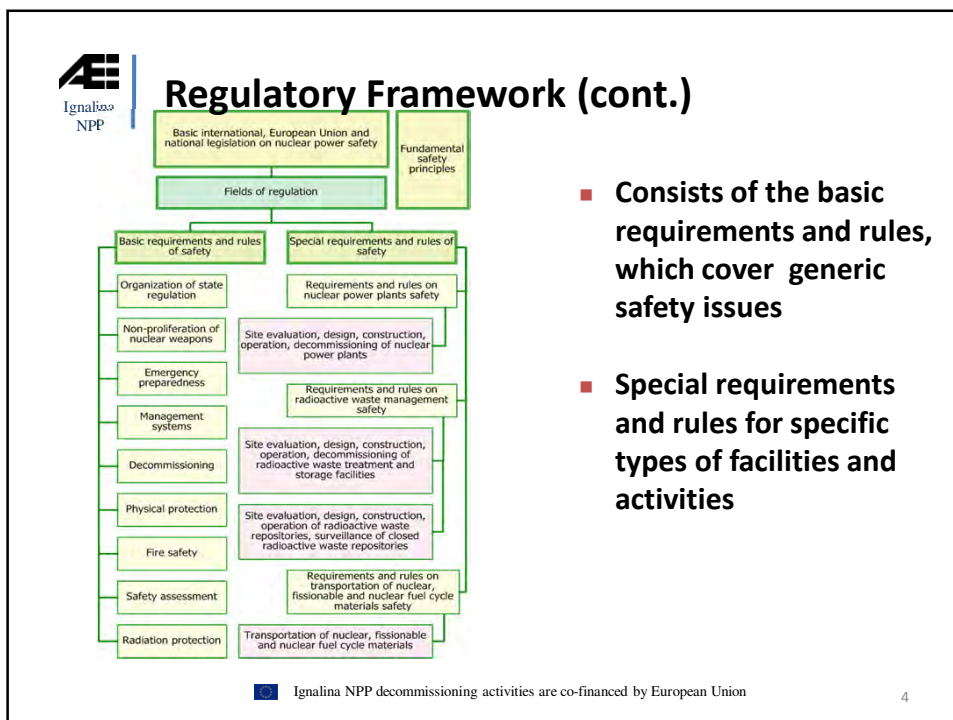 Regulatory Framework (cont.)
Ignalina
NPP
Basic international, European Union and
national legislation on nuclear power safety
Fundamental
safety
principles
Fields of regulation
Basic requirements and rules
of safety
Special requirements and rules of
safety
Organization of state
regulation
Non-proliferation of
nuclear weapons
Emergency
preparedness
Management
systems
Decommissioning
Physical protection
Fire safety
Safety assessment
Radiation protection
Requirements and rules on
nuclear power plants safety
Site evaluation, design, construction,
operation, decommissioning of nuclear
power plants
Requirements and rules on
radioactive waste management
safety
Site evaluation, design, construction,
operation, decommissioning of
radioactive waste treatment and
storage facilities
Site evaluation, design, construction,
operation of radioactive waste
repositories, surveillance of closed
radioactive waste repositories
Requirements and rules on
transportation of nuclear,
fissionable and nuclear fuel cycle
materials safety
Transportation of nuclear, fissionable
and nuclear fuel cycle materials
Consists of the basic
requirements and rules,
which cover generic
safety issues
Special requirements
and rules for specific
types of facilities and
activities
Ignalina NPP decommissioning activities are co-financed by European Union
4